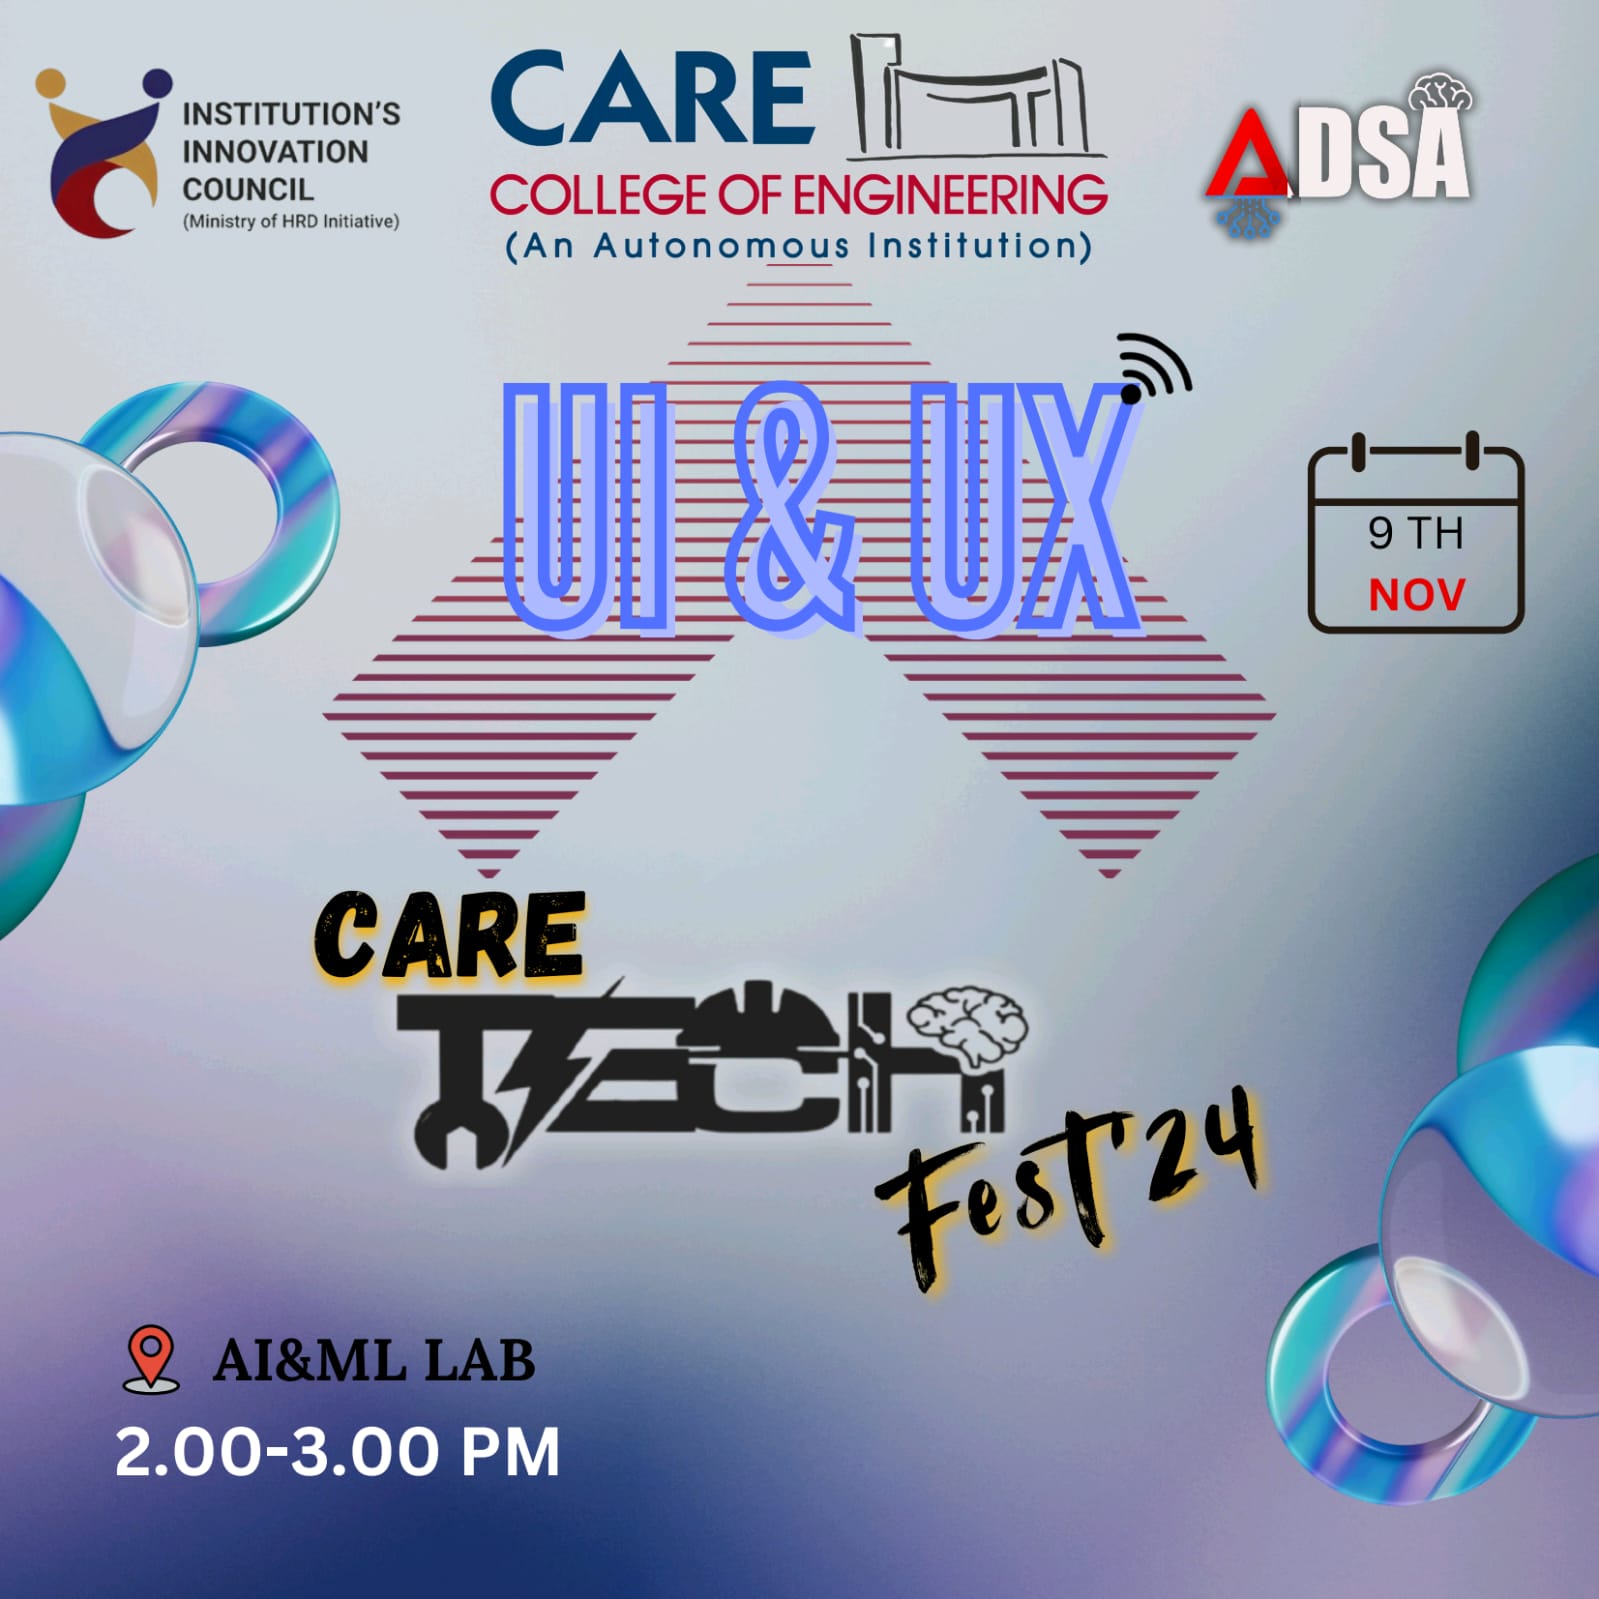 INSTITUTION'S
INNOVATION
COUNCIL
(Ministry of HRD Initiative)
CARE
COLLEGE OF ENGINEERING
(An Autonomous Institution)
ADSA
UI & UX
9 TH
NOV
CARE
TECH
Fest'24
AI&ML LAB
2.00-3.00 PM